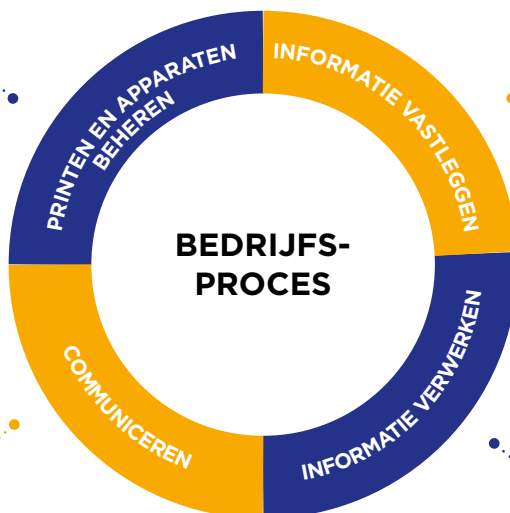 PRINTEN EN APPARATEN
BEHEREN
INFORMATIE VASTLEGGEN
BEDRIJFS-
PROCES
COMMUNICEREN
INFORMATIE VERWERKEN